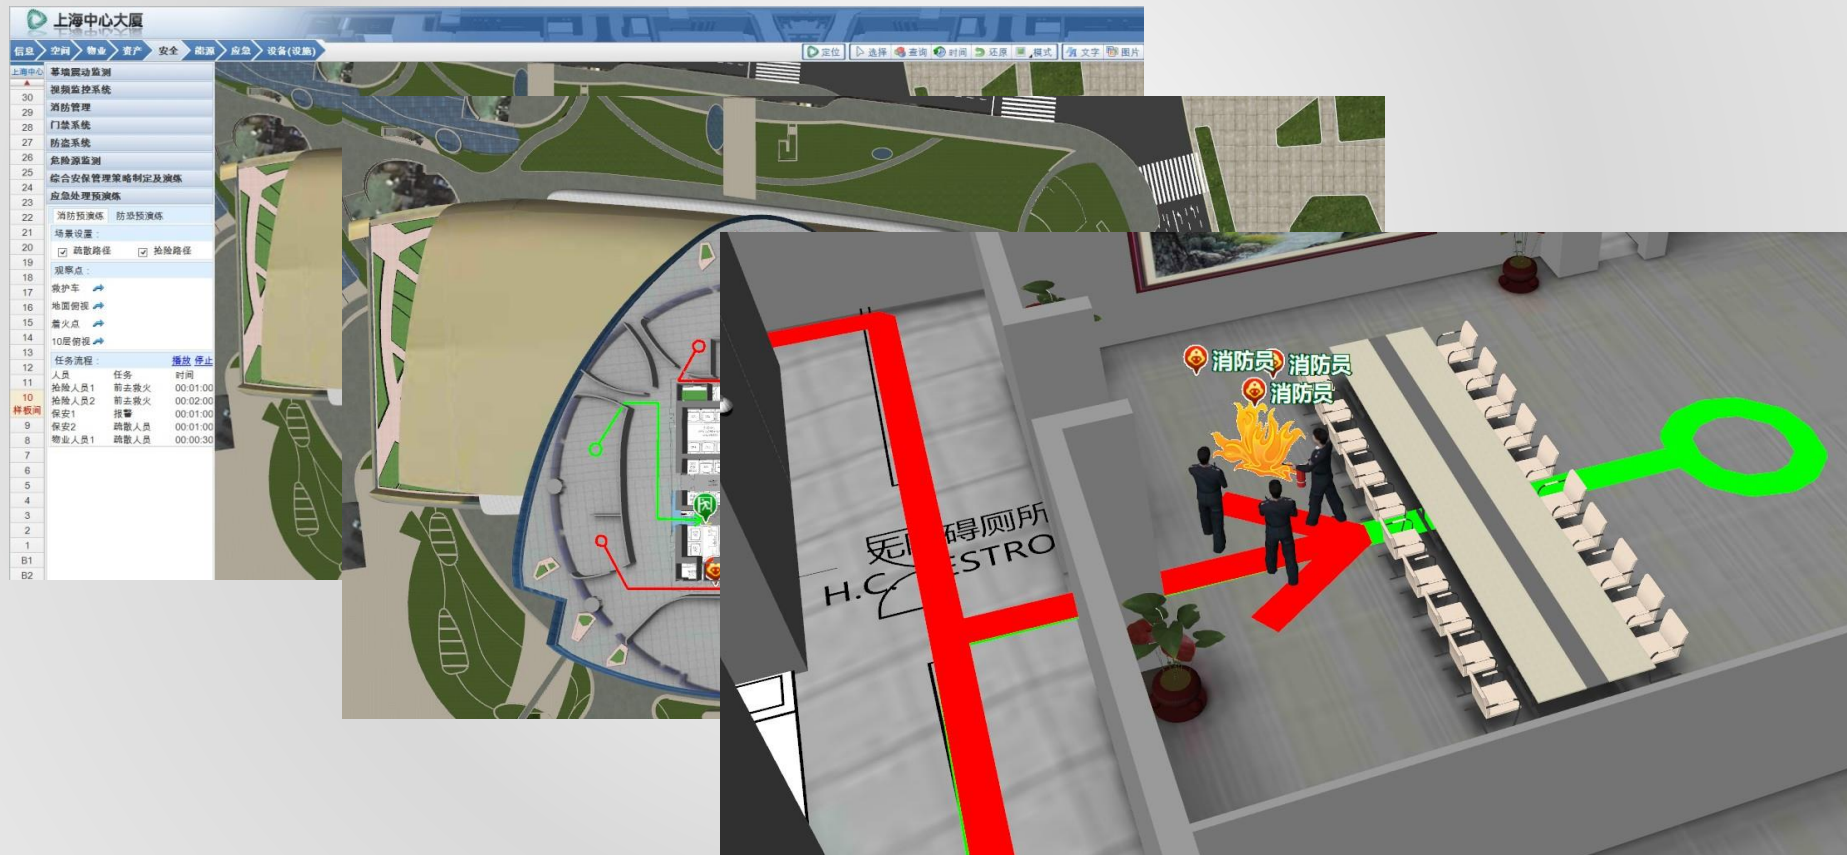 上海中心大厦
信息 空间 物业 资产 安全 能源 应急 设备(设施)
定位 选择 查询 时间 还原 模式 文字 图片
上海中心
30
29
28
27
26
25
24
23
22
21
20
19
18
17
16
15
14
13
12
11
10
样板间
9
8
7
6
5
4
3
2
1
B1
B2
幕墙震动监测
视频监控系统
消防管理
门禁系统
防盗系统
危险源监测
综合安保管理策略制定及演练
应急处理预演练
消防预演练 防恐预演练
场景设置:
疏散路径 抢险路径
观察点:
救护车
地面俯视
着火点
10层俯视
任务流程: 播放 停止
人员 任务 时间
抢险人员1 前去救火 00:01:00
抢险人员2 前去救火 00:02:00
保安1 报警 00:01:00
保安2 疏散人员 00:01:00
物业人员1 疏散人员 00:00:30
消防员
消防员
消防员
碍厕所
H.C. ESTRO